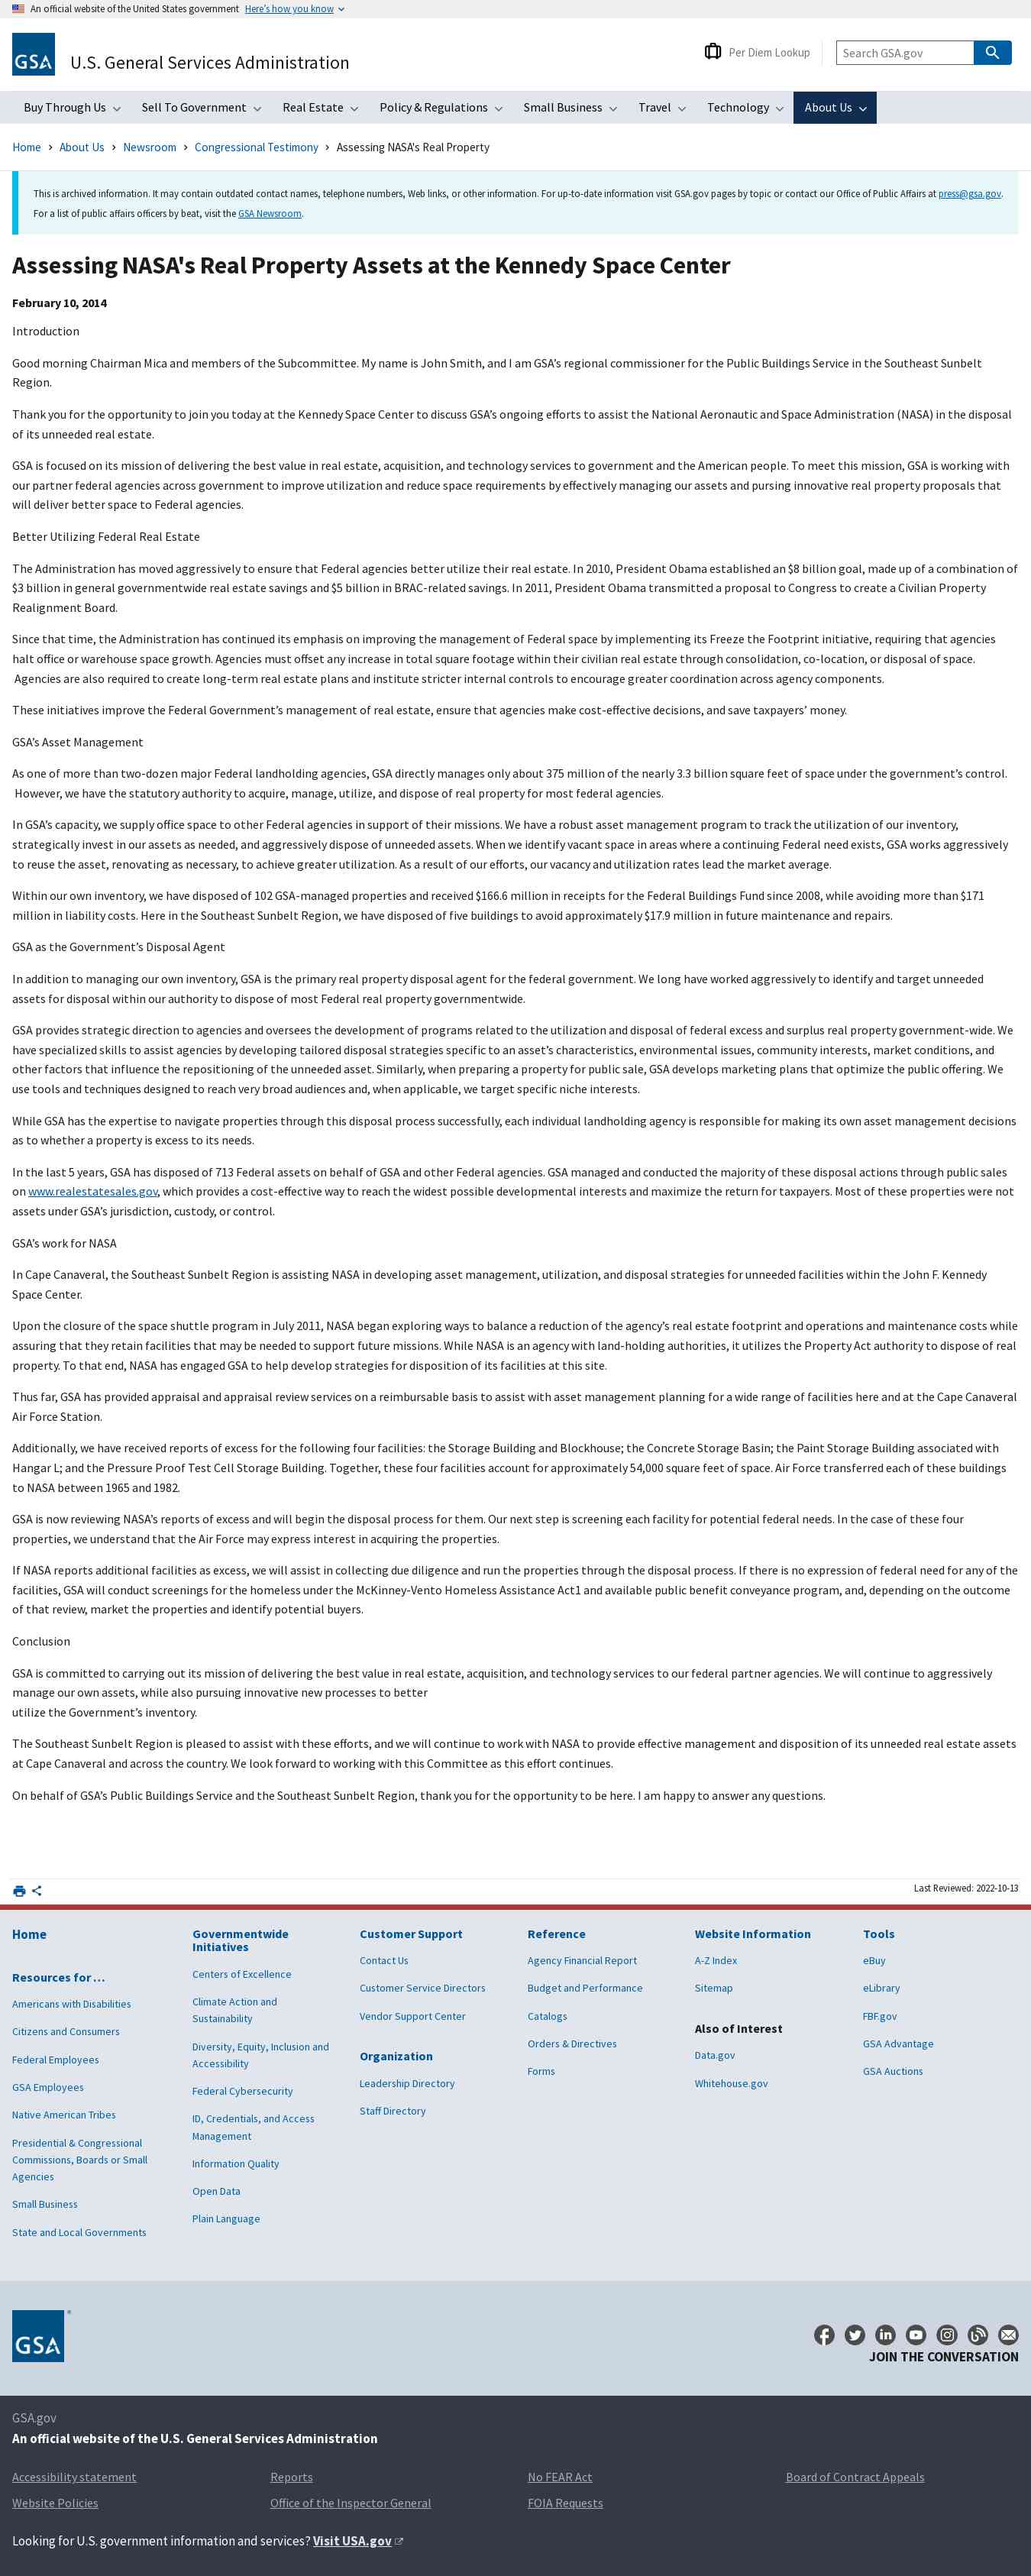 An official website of the United States government Here's how you know
GSA U.S. General Services Administration
Per Diem Lookup
Search GSA.gov
Buy Through Us Sell To Government Real Estate Policy & Regulations Small Business Travel Technology About Us
Home > About Us > Newsroom > Congressional Testimony > Assessing NASA's Real Property
This is archived information. It may contain outdated contact names, telephone numbers, Web links, or other information. For up-to-date information visit GSA.gov pages by topic or contact our Office of Public Affairs at press@gsa.gov.
For a list of public affairs officers by beat, visit the GSA Newsroom.
Assessing NASA's Real Property Assets at the Kennedy Space Center
February 10, 2014
Introduction
Good morning Chairman Mica and members of the Subcommittee. My name is John Smith, and I am GSA’s regional commissioner for the Public Buildings Service in the Southeast Sunbelt
Region.
Thank you for the opportunity to join you today at the Kennedy Space Center to discuss GSA’s ongoing efforts to assist the National Aeronautic and Space Administration (NASA) in the disposal
of its unneeded real estate.
GSA is focused on its mission of delivering the best value in real estate, acquisition, and technology services to government and the American people. To meet this mission, GSA is working with
our partner federal agencies across government to improve utilization and reduce space requirements by effectively managing our assets and pursing innovative real property proposals that
will deliver better space to Federal agencies.
Better Utilizing Federal Real Estate
The Administration has moved aggressively to ensure that Federal agencies better utilize their real estate. In 2010, President Obama established an $8 billion goal, made up of a combination of
$3 billion in general governmentwide real estate savings and $5 billion in BRAC-related savings. In 2011, President Obama transmitted a proposal to Congress to create a Civilian Property
Realignment Board.
Since that time, the Administration has continued its emphasis on improving the management of Federal space by implementing its Freeze the Footprint initiative, requiring that agencies
halt office or warehouse space growth. Agencies must offset any increase in total square footage within their civilian real estate through consolidation, co-location, or disposal of space.
Agencies are also required to create long-term real estate plans and institute stricter internal controls to encourage greater coordination across agency components.
These initiatives improve the Federal Government’s management of real estate, ensure that agencies make cost-effective decisions, and save taxpayers’ money.
GSA’s Asset Management
As one of more than two-dozen major Federal landholding agencies, GSA directly manages only about 375 million of the nearly 3.3 billion square feet of space under the government’s control.
However, we have the statutory authority to acquire, manage, utilize, and dispose of real property for most federal agencies.
In GSA’s capacity, we supply office space to other Federal agencies in support of their missions. We have a robust asset management program to track the utilization of our inventory,
strategically invest in our assets as needed, and aggressively dispose of unneeded assets. When we identify vacant space in areas where a continuing Federal need exists, GSA works aggressively
to reuse the asset, renovating as necessary, to achieve greater utilization. As a result of our efforts, our vacancy and utilization rates lead the market average.
Within our own inventory, we have disposed of 102 GSA-managed properties and received $166.6 million in receipts for the Federal Buildings Fund since 2008, while avoiding more than $171
million in liability costs. Here in the Southeast Sunbelt Region, we have disposed of five buildings to avoid approximately $17.9 million in future maintenance and repairs.
GSA as the Government’s Disposal Agent
In addition to managing our own inventory, GSA is the primary real property disposal agent for the federal government. We long have worked aggressively to identify and target unneeded
assets for disposal within our authority to dispose of most Federal real property governmentwide.
GSA provides strategic direction to agencies and oversees the development of programs related to the utilization and disposal of federal excess and surplus real property government-wide. We
have specialized skills to assist agencies by developing tailored disposal strategies specific to an asset’s characteristics, environmental issues, community interests, market conditions, and
other factors that influence the repositioning of the unneeded asset. Similarly, when preparing a property for public sale, GSA develops marketing plans that optimize the public offering. We
use tools and techniques designed to reach very broad audiences and, when applicable, we target specific niche interests.
While GSA has the expertise to navigate properties through this disposal process successfully, each individual landholding agency is responsible for making its own asset management decisions
as to whether a property is excess to its needs.
In the last 5 years, GSA has disposed of 713 Federal assets on behalf of GSA and other Federal agencies. GSA managed and conducted the majority of these disposal actions through public sales
on www.realestatesales.gov, which provides a cost-effective way to reach the widest possible developmental interests and maximize the return for taxpayers. Most of these properties were not
assets under GSA’s jurisdiction, custody, or control.
GSA’s work for NASA
In Cape Canaveral, the Southeast Sunbelt Region is assisting NASA in developing asset management, utilization, and disposal strategies for unneeded facilities within the John F. Kennedy
Space Center.
Upon the closure of the space shuttle program in July 2011, NASA began exploring ways to balance a reduction of the agency’s real estate footprint and operations and maintenance costs while
assuring that they retain facilities that may be needed to support future missions. While NASA is an agency with land-holding authorities, it utilizes the Property Act authority to dispose of real
property. To that end, NASA has engaged GSA to help develop strategies for disposition of its facilities at this site.
Thus far, GSA has provided appraisal and appraisal review services on a reimbursable basis to assist with asset management planning for a wide range of facilities here and at the Cape Canaveral
Air Force Station.
Additionally, we have received reports of excess for the following four facilities: the Storage Building and Blockhouse; the Concrete Storage Basin; the Paint Storage Building associated with
Hangar L; and the Pressure Proof Test Cell Storage Building. Together, these four facilities account for approximately 54,000 square feet of space. Air Force transferred each of these buildings
to NASA between 1965 and 1982.
GSA is now reviewing NASA’s reports of excess and will begin the disposal process for them. Our next step is screening each facility for potential federal needs. In the case of these four
properties, we understand that the Air Force may express interest in acquiring the properties.
If NASA reports additional facilities as excess, we will assist in collecting due diligence and run the properties through the disposal process. If there is no expression of federal need for any of the
facilities, GSA will conduct screenings for the homeless under the McKinney-Vento Homeless Assistance Act1 and available public benefit conveyance program, and, depending on the outcome
of that review, market the properties and identify potential buyers.
Conclusion
GSA is committed to carrying out its mission of delivering the best value in real estate, acquisition, and technology services to our federal partner agencies. We will continue to aggressively
manage our own assets, while also pursuing innovative new processes to better
utilize the Government’s inventory.
The Southeast Sunbelt Region is pleased to assist with these efforts, and we will continue to work with NASA to provide effective management and disposition of its unneeded real estate assets
at Cape Canaveral and across the country. We look forward to working with this Committee as this effort continues.
On behalf of GSA’s Public Buildings Service and the Southeast Sunbelt Region, thank you for the opportunity to be here. I am happy to answer any questions.
Last Reviewed: 2022-10-13
Home
Resources for …
Americans with Disabilities
Citizens and Consumers
Federal Employees
GSA Employees
Native American Tribes
Presidential & Congressional
Commissions, Boards or Small
Agencies
Small Business
State and Local Governments
Governmentwide
Initiatives
Centers of Excellence
Climate Action and
Sustainability
Diversity, Equity, Inclusion and
Accessibility
Federal Cybersecurity
ID, Credentials, and Access
Management
Information Quality
Open Data
Plain Language
Customer Support
Contact Us
Customer Service Directors
Vendor Support Center
Organization
Leadership Directory
Staff Directory
Reference
Agency Financial Report
Budget and Performance
Catalogs
Orders & Directives
Forms
Website Information
A-Z Index
Sitemap
Also of Interest
Data.gov
Whitehouse.gov
Tools
eBuy
eLibrary
FBF.gov
GSA Advantage
GSA Auctions
GSA ®
JOIN THE CONVERSATION
GSA.gov
An official website of the U.S. General Services Administration
Accessibility statement Reports No FEAR Act Board of Contract Appeals
Website Policies Office of the Inspector General FOIA Requests
Looking for U.S. government information and services? Visit USA.gov